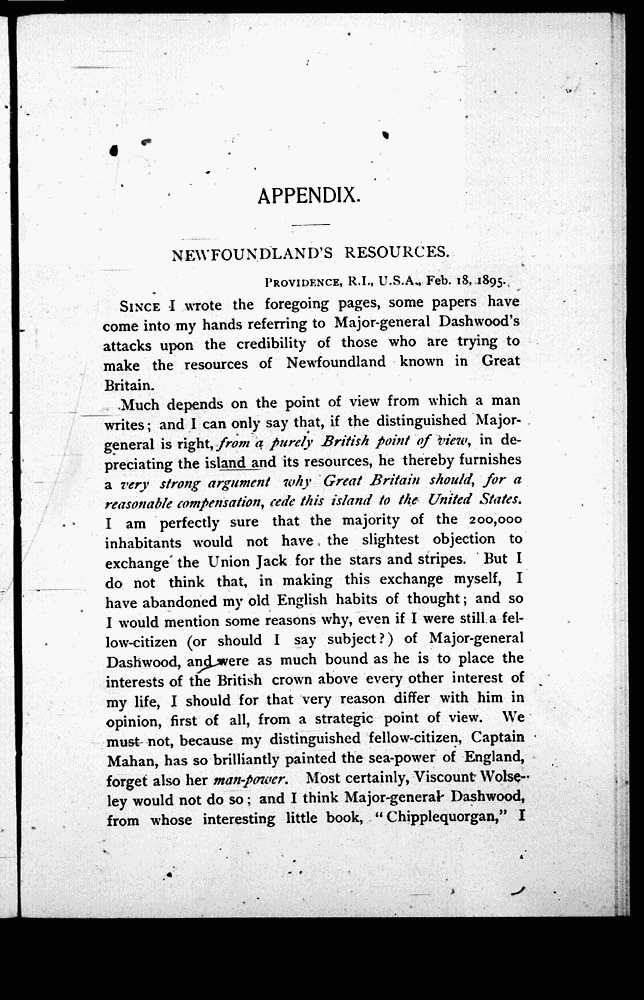 APPENDIX.
NEWFOUNDLAND'S RESOURCES.
PROVIDENCE, R.I., U.S.A., Feb. 18, 1895.
SINCE I wrote the foregoing pages, some papers have
come into my hands referring to Major-general Dashwood's
attacks upon the credibility of those who are trying to
make the resources of Newfoundland known in Great
Britain.
Much depends on the point of view from which a man
writes; and I can only say that, if the distinguished Major-
general is right, from a purely British point of view, in de-
preciating the island and its resources, he thereby furnishes
a very strong argument why Great Britain should, for a
reasonable compensation, cede this island to the United States.
I am perfectly sure that the majority of the 200,000
inhabitants would not have the slightest objection to
exchange the Union Jack for the stars and stripes. But I
do not think that, in making this exchange myself, I
have abandoned my old English habits of thought; and so
I would mention some reasons why, even if I were still a fel-
low-citizen (or should I say subject?) of Major-general
Dashwood, and were as much bound as he is to place the
interests of the British crown above every other interest of
my life, I should for that very reason differ with him in
opinion, first of all, from a strategic point of view. We
must not, because my distinguished fellow-citizen, Captain
Mahan, has so brilliantly painted the sea-power of England,
forget also her man-power. Most certainly, Viscount Wolse-
ley would not do so; and I think Major-general Dashwood,
from whose interesting little book, "Chipplequorgan," I